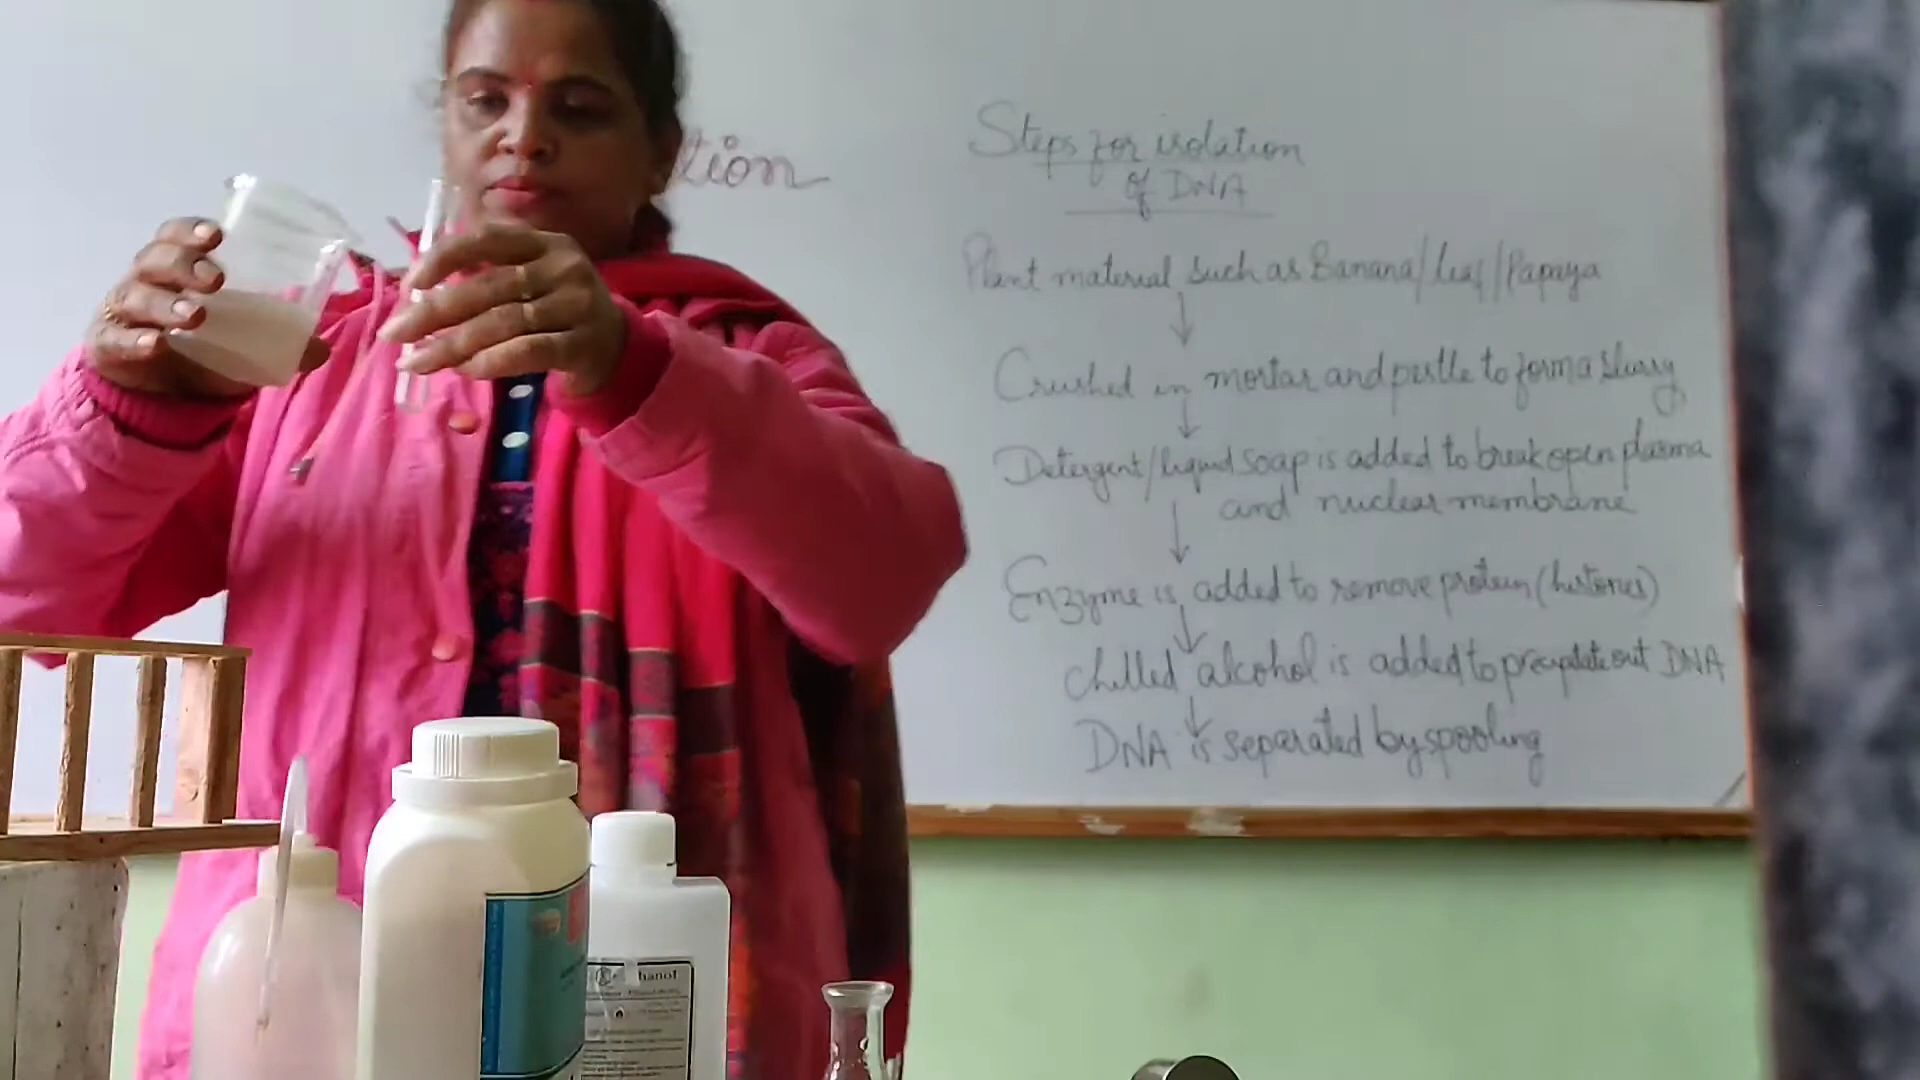 tion
Steps for isolation
of DNA
Plant material such as Banana/leaf/Papaya
Crushed in mortar and pestle to form a slurry
Detergent/liquid soap is added to break open plasma
and nuclear membrane
Enzyme is added to remove protein (histones)
chilled alcohol is added to precipitate out DNA
DNA is separated by spooling
hanol